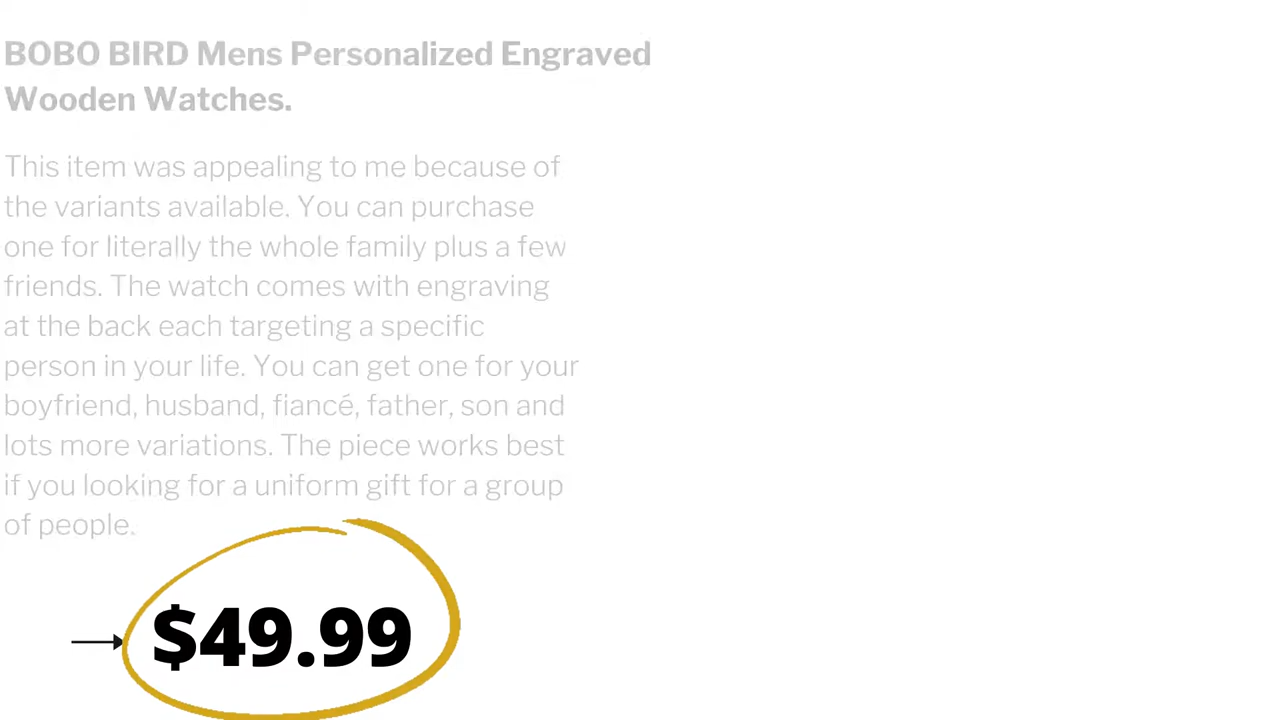 BOBO BIRD Mens Personalized Engraved
Wooden Watches.
This item was appealing to me because of
the variants available. You can purchase
one for literally the whole family plus a few
friends. The watch comes with engraving
at the back each targeting a specific
person in your life. You can get one for your
boyfriend, husband, fiancé, father, son and
lots more variations. The piece works best
if you looking for a uniform gift for a group
of people.
$49.99